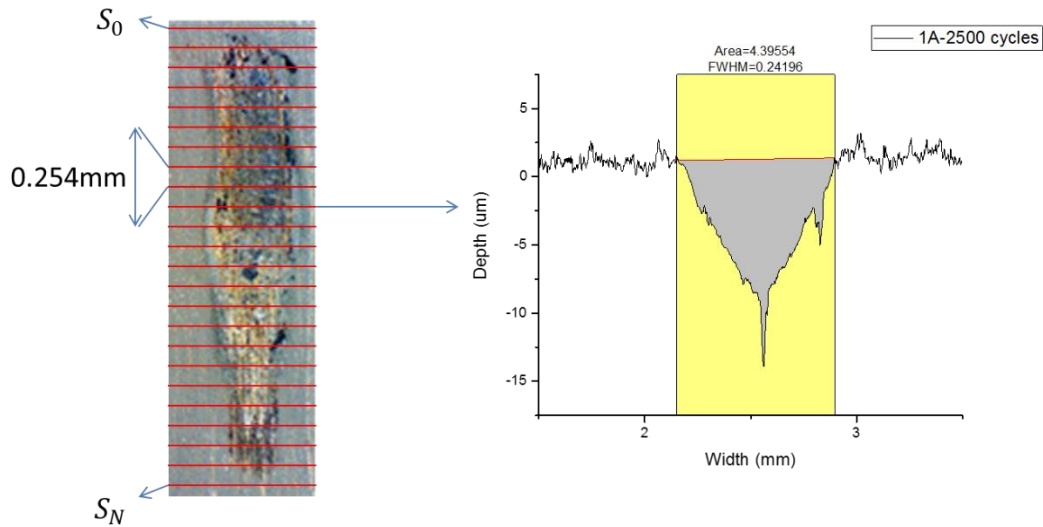 S₀
0.254mm
S_N
1A-2500 cycles
Area=4.39554
FWHM=0.24196
5
0
-5
-10
-15
Depth (um)
2
3
Width (mm)